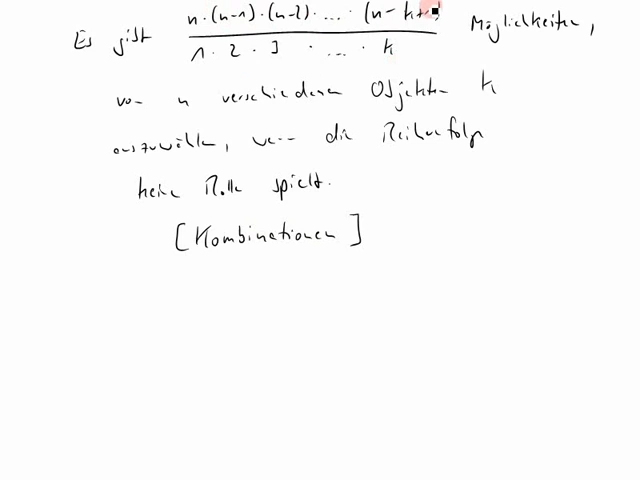 Es gibt n·(n-1)·(n-2)·...·(n-k+1) / 1·2·3·...·k Möglichkeiten,
von n verschiedenen Objekten k
auszuwählen, wenn die Reihenfolge
keine Rolle spielt.
[Kombinationen]